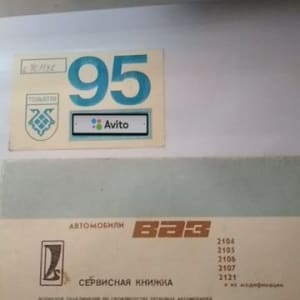 95
ТОЛЬЯТТИ
Avito
АВТОМОБИЛИ ВАЗ
2104
2105
2106
2107
2121
и их модификации
СЕРВИСНАЯ КНИЖКА